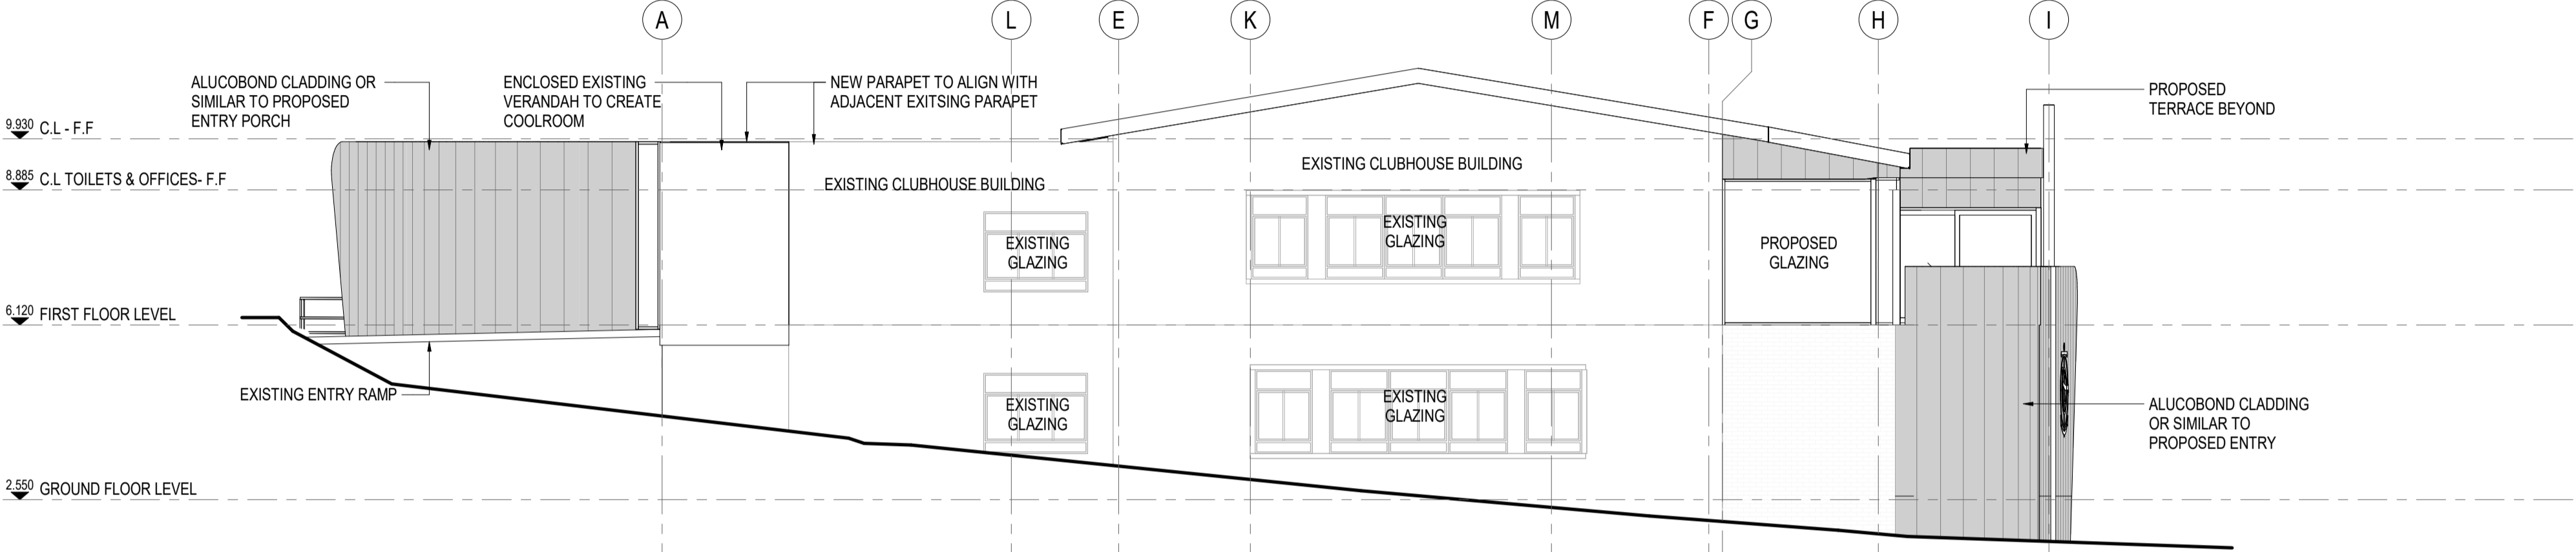 A
L
E
K
M
F
G
H
I
ALUCOBOND CLADDING OR
SIMILAR TO PROPOSED
ENTRY PORCH
ENCLOSED EXISTING
VERANDAH TO CREATE
COOLROOM
NEW PARAPET TO ALIGN WITH
ADJACENT EXITSING PARAPET
PROPOSED
TERRACE BEYOND
9.930 C.L - F.F
EXISTING CLUBHOUSE BUILDING
8.885 C.L TOILETS & OFFICES- F.F
EXISTING CLUBHOUSE BUILDING
EXISTING
GLAZING
EXISTING
GLAZING
PROPOSED
GLAZING
6.120 FIRST FLOOR LEVEL
EXISTING ENTRY RAMP
EXISTING
GLAZING
EXISTING
GLAZING
ALUCOBOND CLADDING
OR SIMILAR TO
PROPOSED ENTRY
2.550 GROUND FLOOR LEVEL